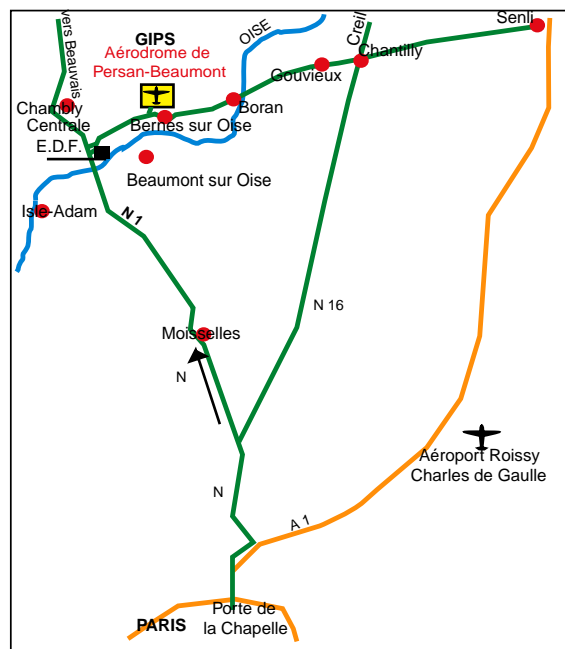 vers Beauvais
GIPS
Aérodrome de
Persan-Beaumont
OISE
Creil
Senli
Chantilly
Gouvieux
Boran
Chambly
Centrale
E.D.F.
Bernes sur Oise
Beaumont sur Oise
Isle-Adam
N 1
N 16
Moisselles
N
Aéroport Roissy
Charles de Gaulle
N
A 1
PARIS
Porte de
la Chapelle